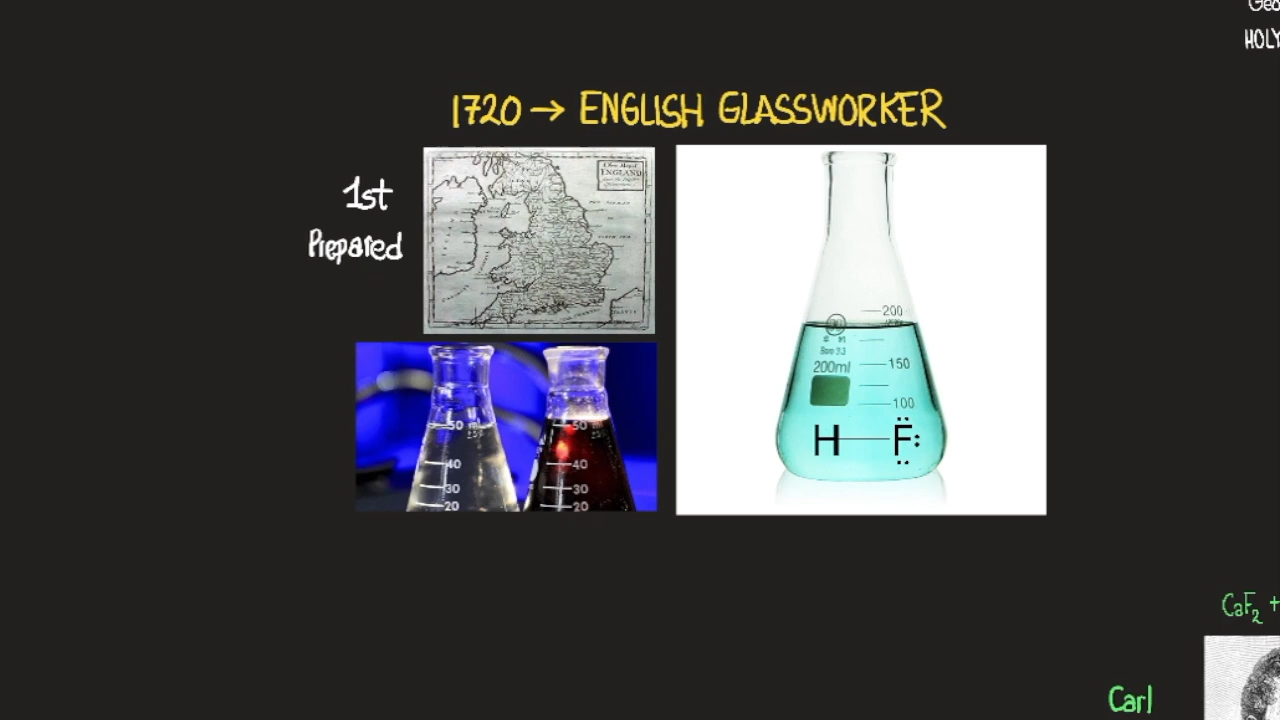 Geo
HOLY
1720 → ENGLISH GLASSWORKER
1st
Prepared
ENGLAND
200
150
100
200ml
H F
50
40
30
20
50
40
30
20
CaF₂ +
Carl